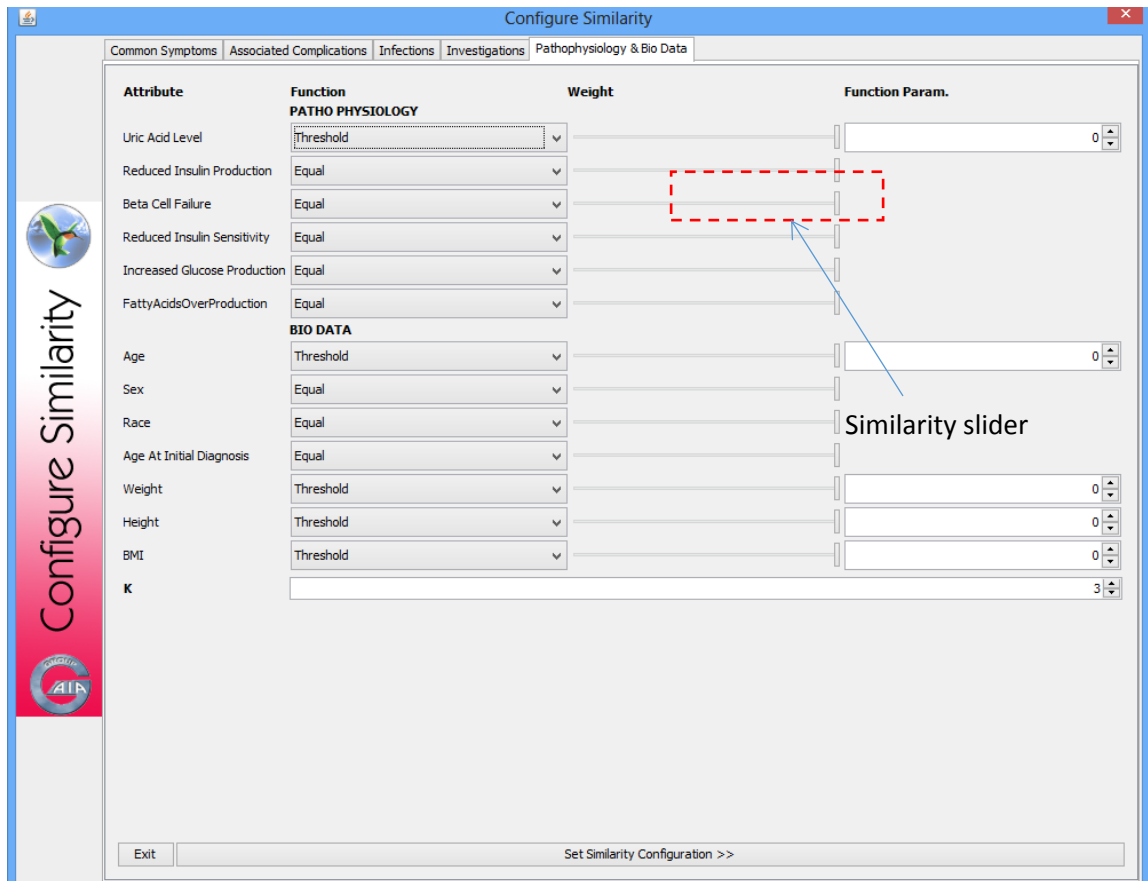 Configure Similarity
Common Symptoms Associated Complications Infections Investigations Pathophysiology & Bio Data
Attribute Function Weight Function Param.
PATHO PHYSIOLOGY
Uric Acid Level Threshold 0
Reduced Insulin Production Equal
Beta Cell Failure Equal
Reduced Insulin Sensitivity Equal
Increased Glucose Production Equal
FattyAcidsOverProduction Equal
BIO DATA
Age Threshold 0
Sex Equal
Race Equal
Similarity slider
Age At Initial Diagnosis Equal
Weight Threshold 0
Height Threshold 0
BMI Threshold 0
K 3
Configure Similarity
GROUP
GAIA
Exit Set Similarity Configuration >>